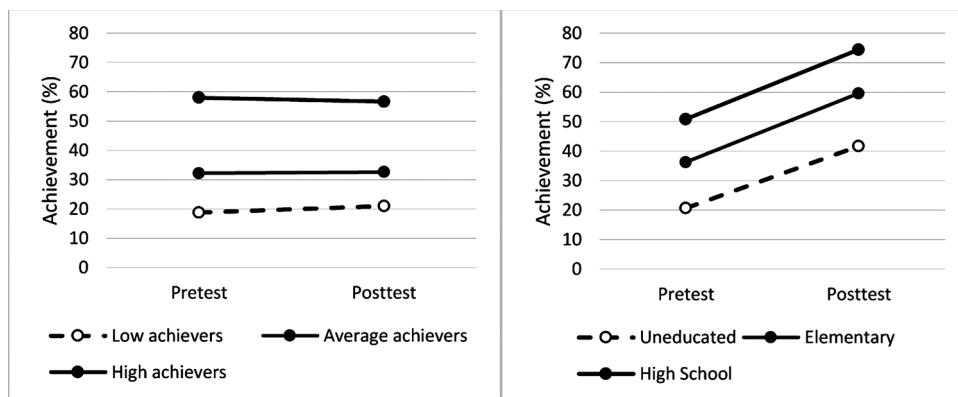 80
70
60
50
40
30
20
10
0
Achievement (%)
Pretest Posttest
Low achievers Average achievers
High achievers
80
70
60
50
40
30
20
10
0
Achievement (%)
Pretest Posttest
Uneducated Elementary
High School